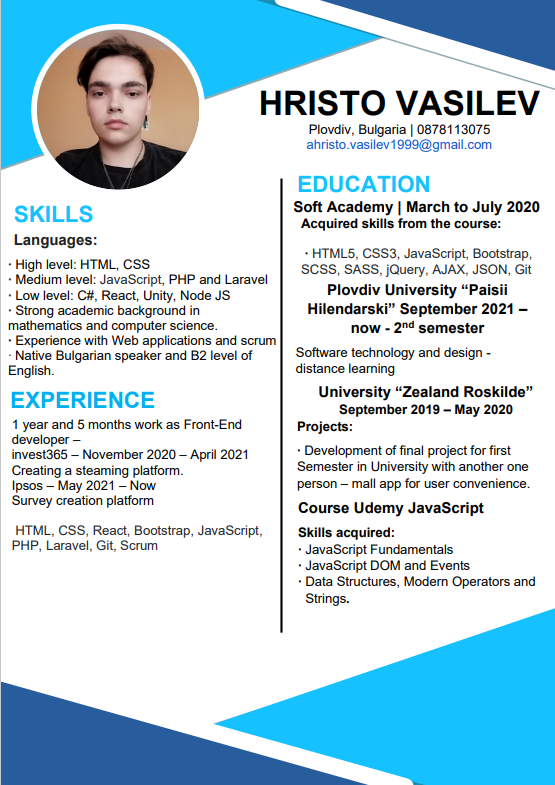 HRISTO VASILEV
Plovdiv, Bulgaria | 0878113075
ahristo.vasilev1999@gmail.com
SKILLS
Languages:
· High level: HTML, CSS
· Medium level: JavaScript, PHP and Laravel
· Low level: C#, React, Unity, Node JS
· Strong academic background in
mathematics and computer science.
· Experience with Web applications and scrum
· Native Bulgarian speaker and B2 level of
English.
EXPERIENCE
1 year and 5 months work as Front-End
developer –
invest365 – November 2020 – April 2021
Creating a steaming platform.
Ipsos – May 2021 – Now
Survey creation platform
HTML, CSS, React, Bootstrap, JavaScript,
PHP, Laravel, Git, Scrum
EDUCATION
Soft Academy | March to July 2020
Acquired skills from the course:
· HTML5, CSS3, JavaScript, Bootstrap,
SCSS, SASS, jQuery, AJAX, JSON, Git
Plovdiv University “Paisii
Hilendarski” September 2021 –
now - 2nd semester
Software technology and design -
distance learning
University “Zealand Roskilde”
September 2019 – May 2020
Projects:
· Development of final project for first
Semester in University with another one
person – mall app for user convenience.
Course Udemy JavaScript
Skills acquired:
· JavaScript Fundamentals
· JavaScript DOM and Events
· Data Structures, Modern Operators and
Strings.